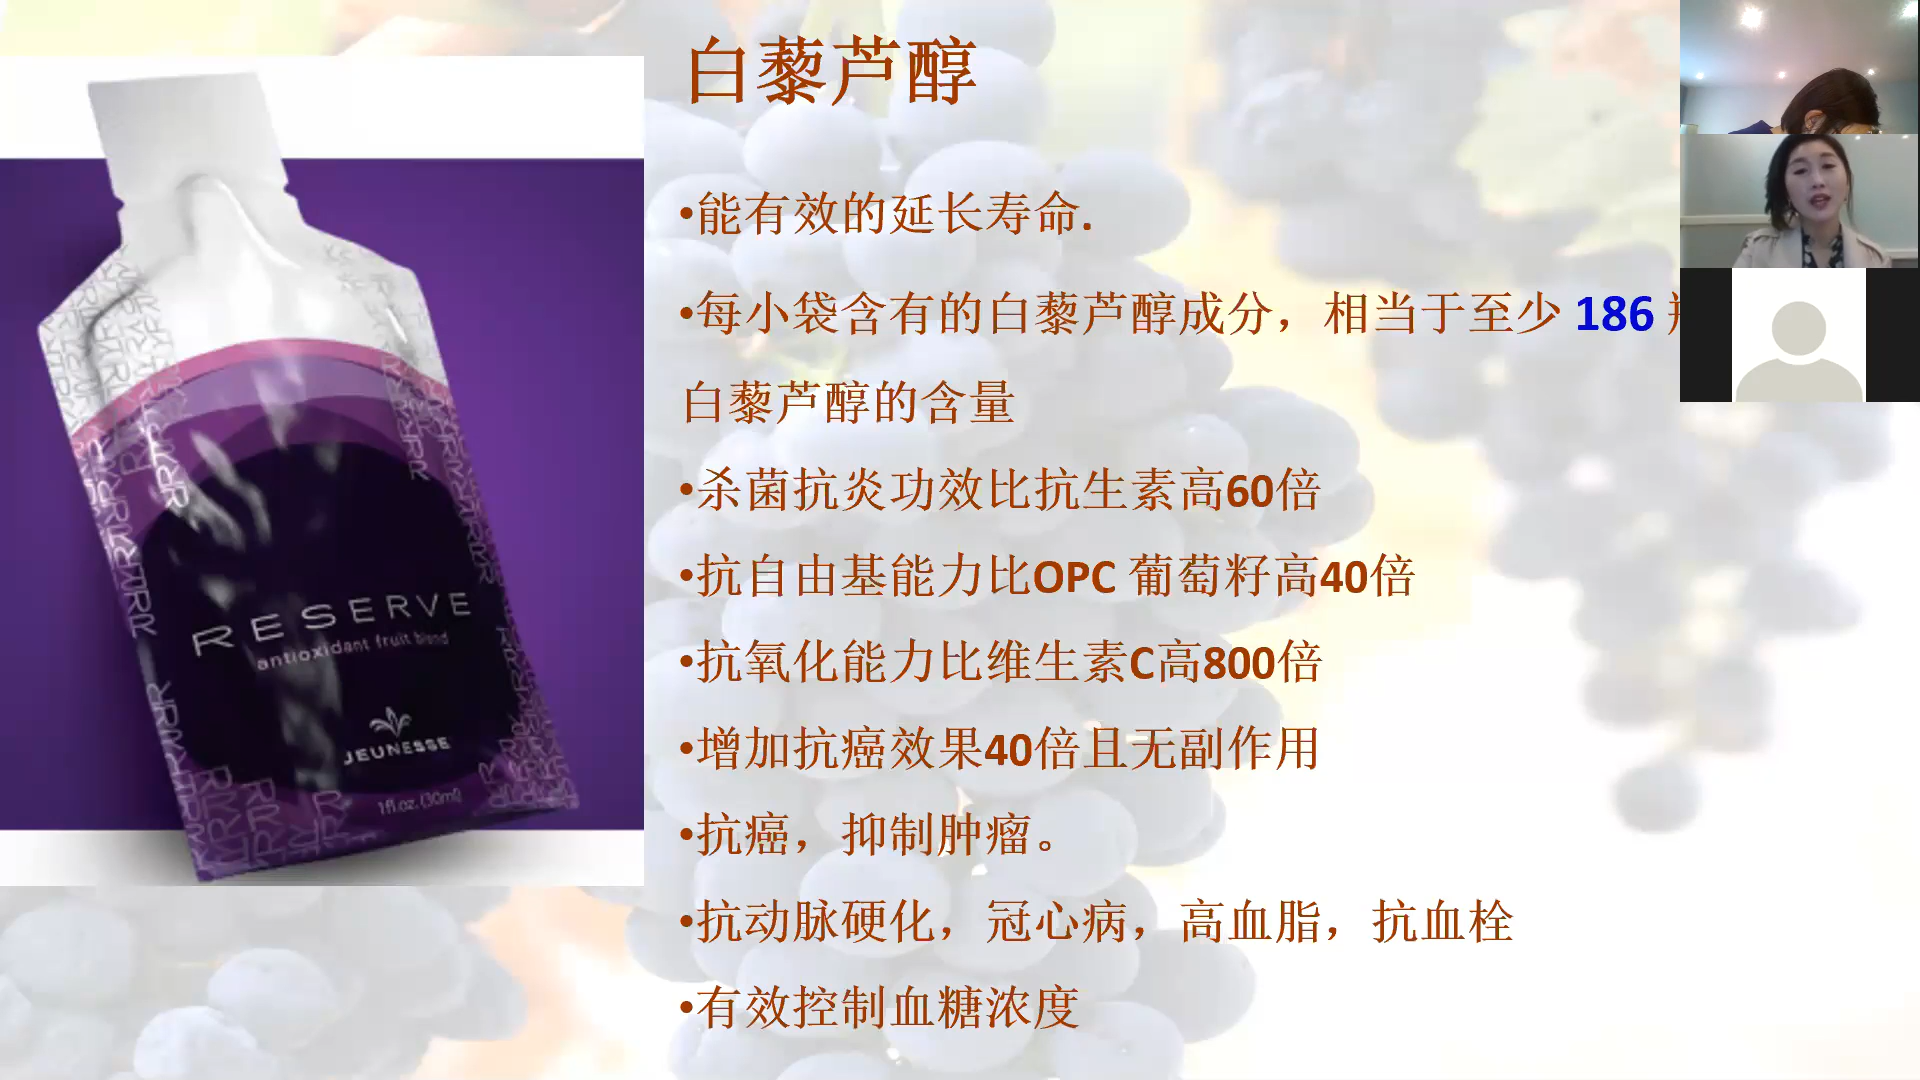 白藜芦醇
•能有效的延长寿命.
•每小袋含有的白藜芦醇成分，相当于至少 186
白藜芦醇的含量
•杀菌抗炎功效比抗生素高60倍
•抗自由基能力比OPC 葡萄籽高40倍
•抗氧化能力比维生素C高800倍
•增加抗癌效果40倍且无副作用
•抗癌，抑制肿瘤。
•抗动脉硬化，冠心病，高血脂，抗血栓
•有效控制血糖浓度
RESERVE
antioxidant fruit blend
JEUNESSE
1 fl.oz. (30ml)